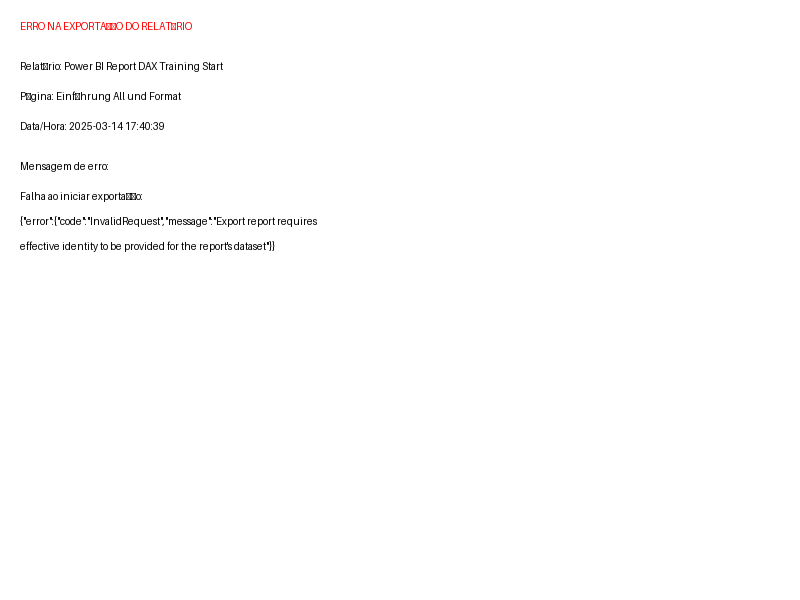 ERRO NA EXPORTA□□O DO RELAT□RIO
Relat□rio: Power BI Report DAX Training Start
P□gina: Einf□hrung All und Format
Data/Hora: 2025-03-14 17:40:39
Mensagem de erro:
Falha ao iniciar exporta□□o:
{"error":{"code":"InvalidRequest","message":"Export report requires
effective identity to be provided for the report's dataset"}}